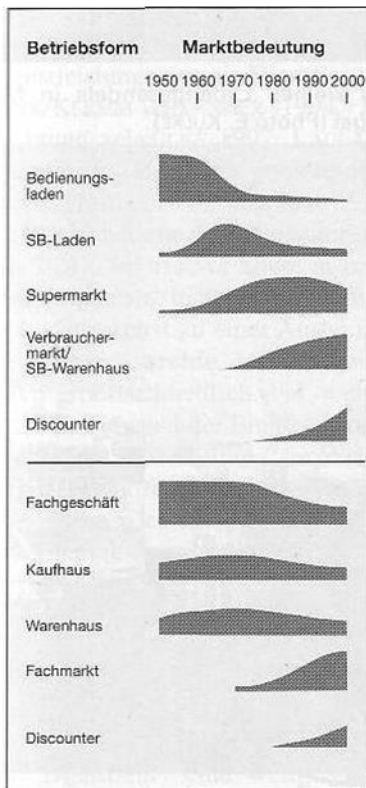 Betriebsform Marktbedeutung
1950 1960 1970 1980 1990 2000
Bedienungs-
laden
SB-Laden
Supermarkt
Verbraucher-
markt/
SB-Warenhaus
Discounter
Fachgeschäft
Kaufhaus
Warenhaus
Fachmarkt
Discounter